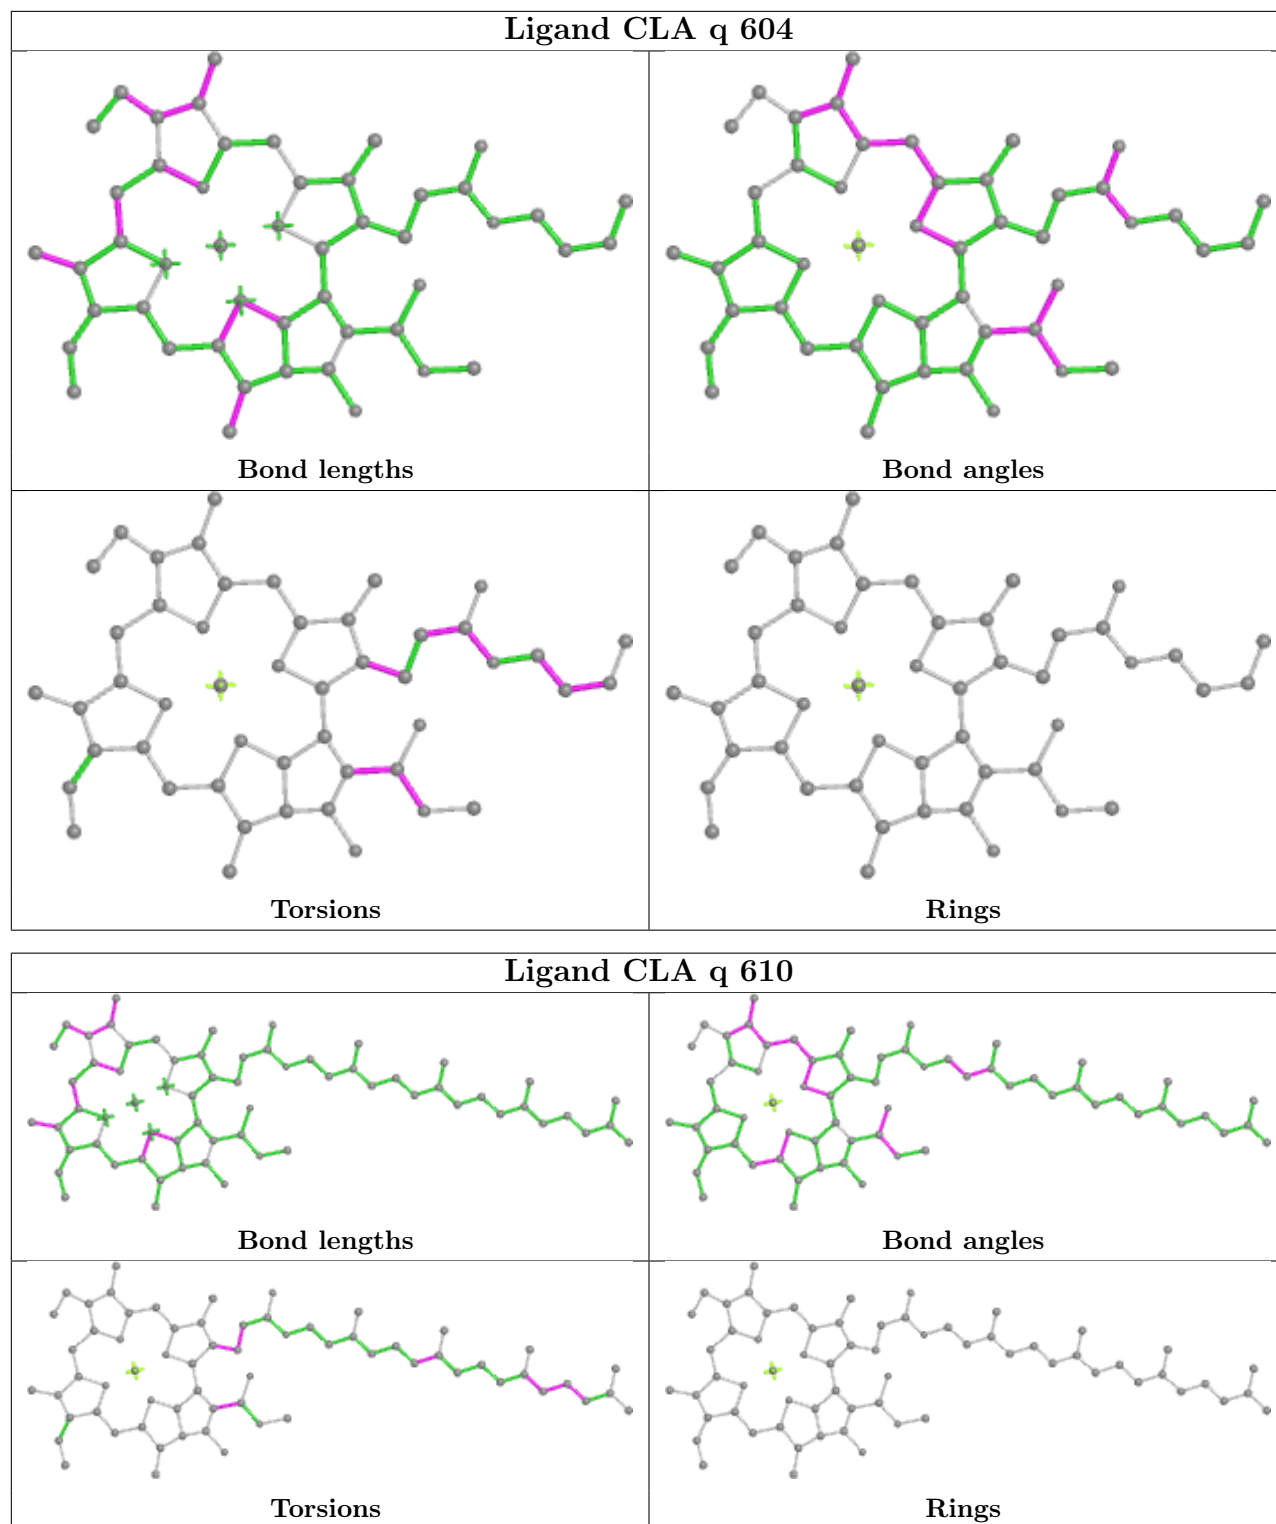 Ligand CLA q 604
Bond lengths
Bond angles
Torsions
Rings
Ligand CLA q 610
Bond lengths
Bond angles
Torsions
Rings